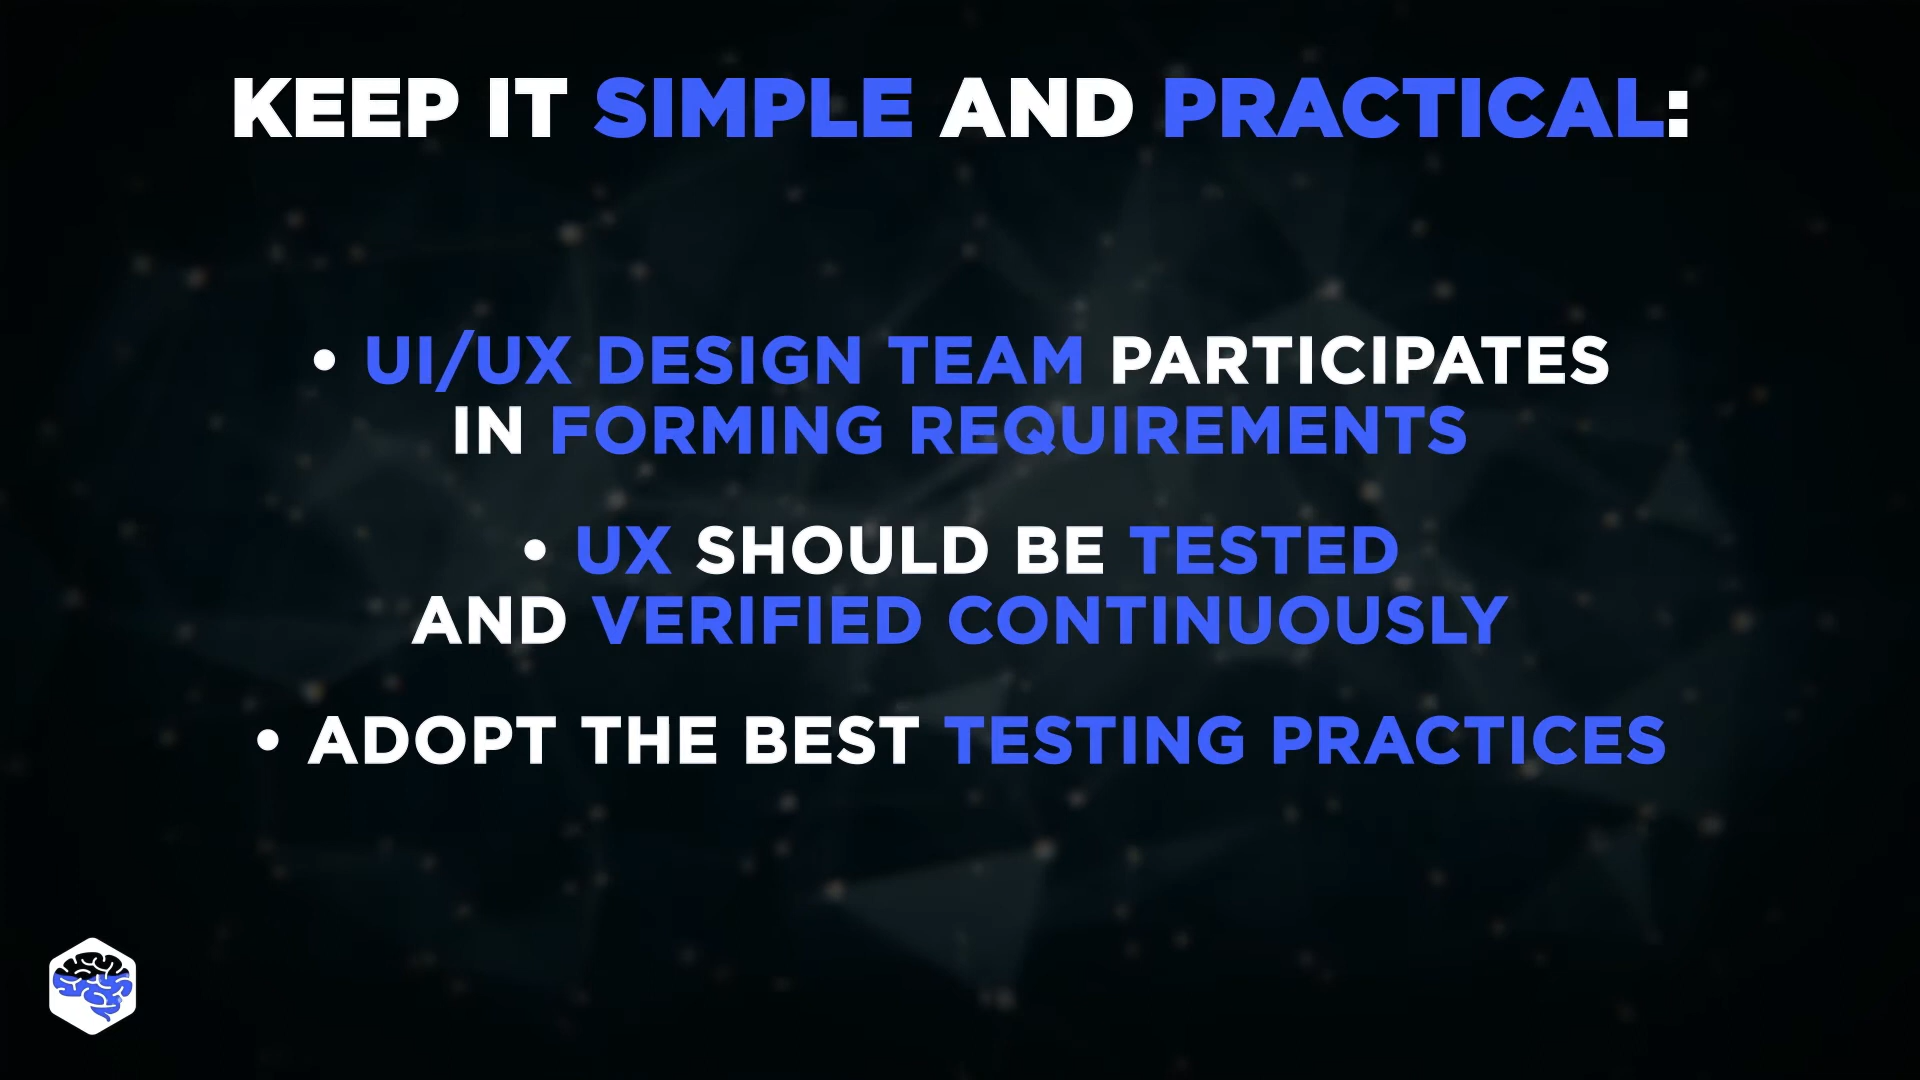 KEEP IT SIMPLE AND PRACTICAL:
• UI/UX DESIGN TEAM PARTICIPATES
IN FORMING REQUIREMENTS
• UX SHOULD BE TESTED
AND VERIFIED CONTINUOUSLY
• ADOPT THE BEST TESTING PRACTICES